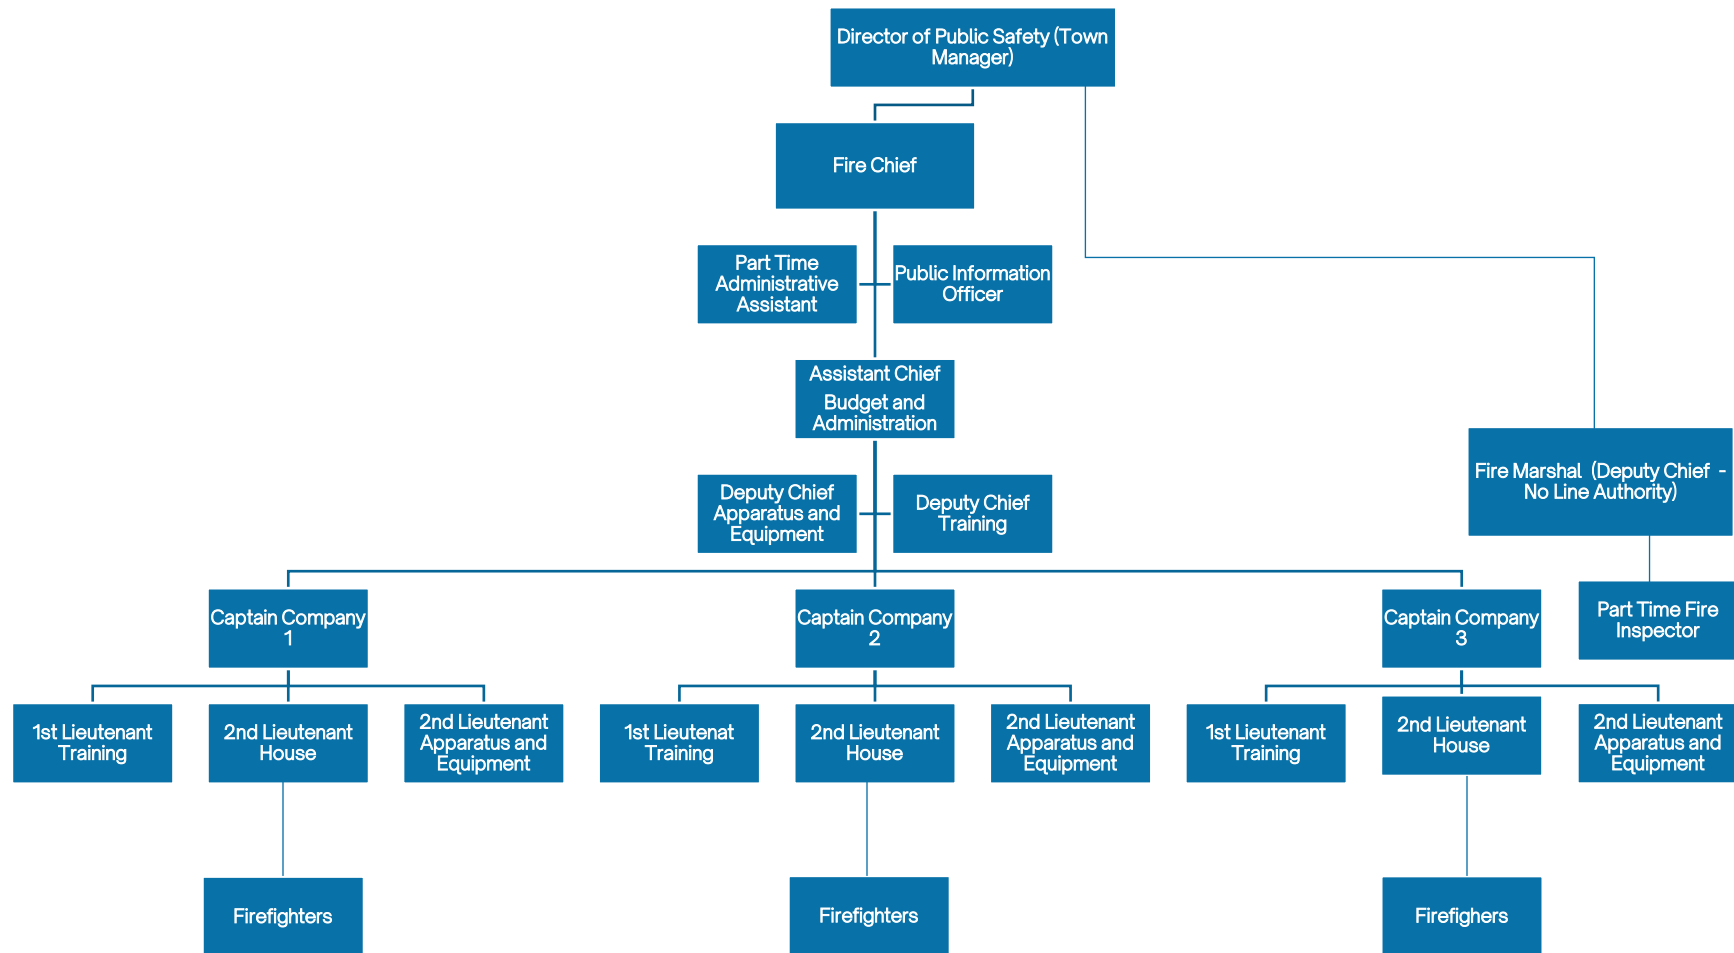 Director of Public Safety (Town
Manager)
Fire Chief
Part Time
Administrative
Assistant
Public Information
Officer
Assistant Chief
Budget and
Administration
Fire Marshal (Deputy Chief -
No Line Authority)
Deputy Chief
Apparatus and
Equipment
Deputy Chief
Training
Captain Company
1
Captain Company
2
Captain Company
3
Part Time Fire
Inspector
1st Lieutenant
Training
2nd Lieutenant
House
2nd Lieutenant
Apparatus and
Equipment
1st Lieutenat
Training
2nd Lieutenant
House
2nd Lieutenant
Apparatus and
Equipment
1st Lieutenant
Training
2nd Lieutenant
House
2nd Lieutenant
Apparatus and
Equipment
Firefighters
Firefighters
Firefighers